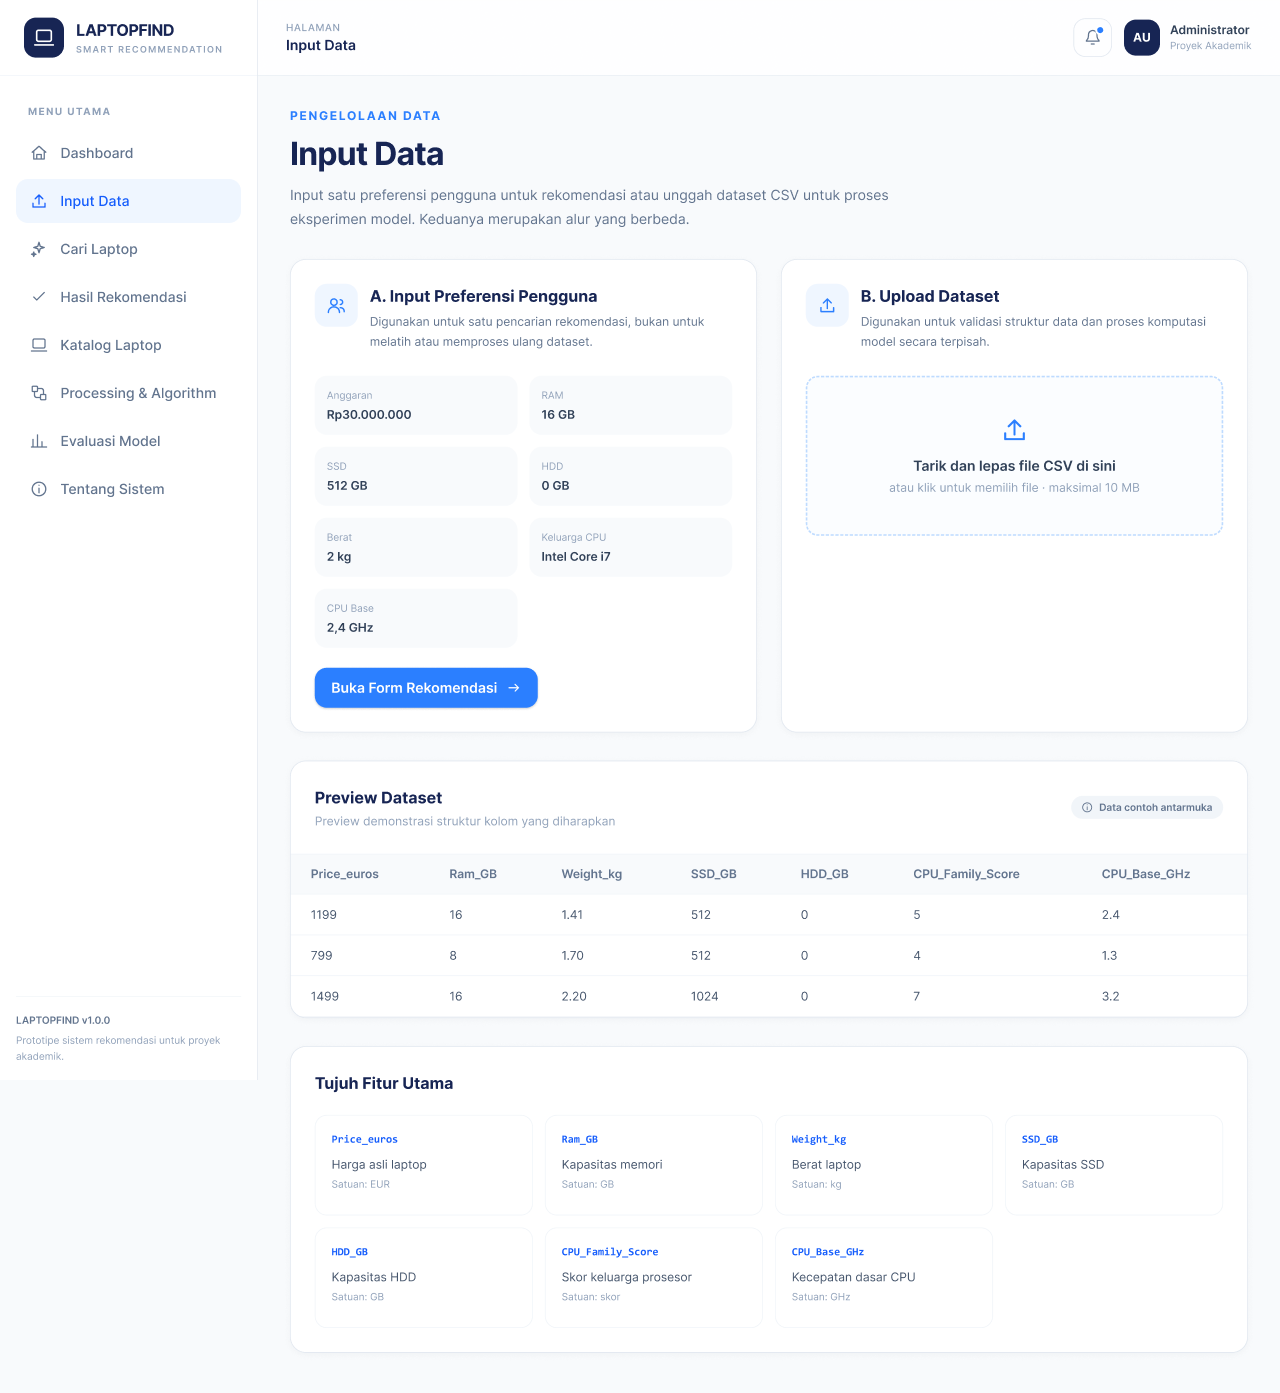 LAPTOPFIND
SMART RECOMMENDATION
MENU UTAMA
Dashboard
Input Data
Cari Laptop
Hasil Rekomendasi
Katalog Laptop
Processing & Algorithm
Evaluasi Model
Tentang Sistem
LAPTOPFIND v1.0.0
Prototipe sistem rekomendasi untuk proyek
akademik.
HALAMAN
Input Data
AU
Administrator
Proyek Akademik
PENGELOLAAN DATA
Input Data
Input satu preferensi pengguna untuk rekomendasi atau unggah dataset CSV untuk proses
eksperimen model. Keduanya merupakan alur yang berbeda.
A. Input Preferensi Pengguna
Digunakan untuk satu pencarian rekomendasi, bukan untuk
melatih atau memproses ulang dataset.
Anggaran
Rp30.000.000
RAM
16 GB
SSD
512 GB
HDD
0 GB
Berat
2 kg
Keluarga CPU
Intel Core i7
CPU Base
2,4 GHz
Buka Form Rekomendasi
B. Upload Dataset
Digunakan untuk validasi struktur data dan proses komputasi
model secara terpisah.
Tarik dan lepas file CSV di sini
atau klik untuk memilih file · maksimal 10 MB
Preview Dataset
Preview demonstrasi struktur kolom yang diharapkan
Data contoh antarmuka
Price_euros Ram_GB Weight_kg SSD_GB HDD_GB CPU_Family_Score CPU_Base_GHz
1199 16 1.41 512 0 5 2.4
799 8 1.70 512 0 4 1.3
1499 16 2.20 1024 0 7 3.2
Tujuh Fitur Utama
Price_euros
Harga asli laptop
Satuan: EUR
Ram_GB
Kapasitas memori
Satuan: GB
Weight_kg
Berat laptop
Satuan: kg
SSD_GB
Kapasitas SSD
Satuan: GB
HDD_GB
Kapasitas HDD
Satuan: GB
CPU_Family_Score
Skor keluarga prosesor
Satuan: skor
CPU_Base_GHz
Kecepatan dasar CPU
Satuan: GHz